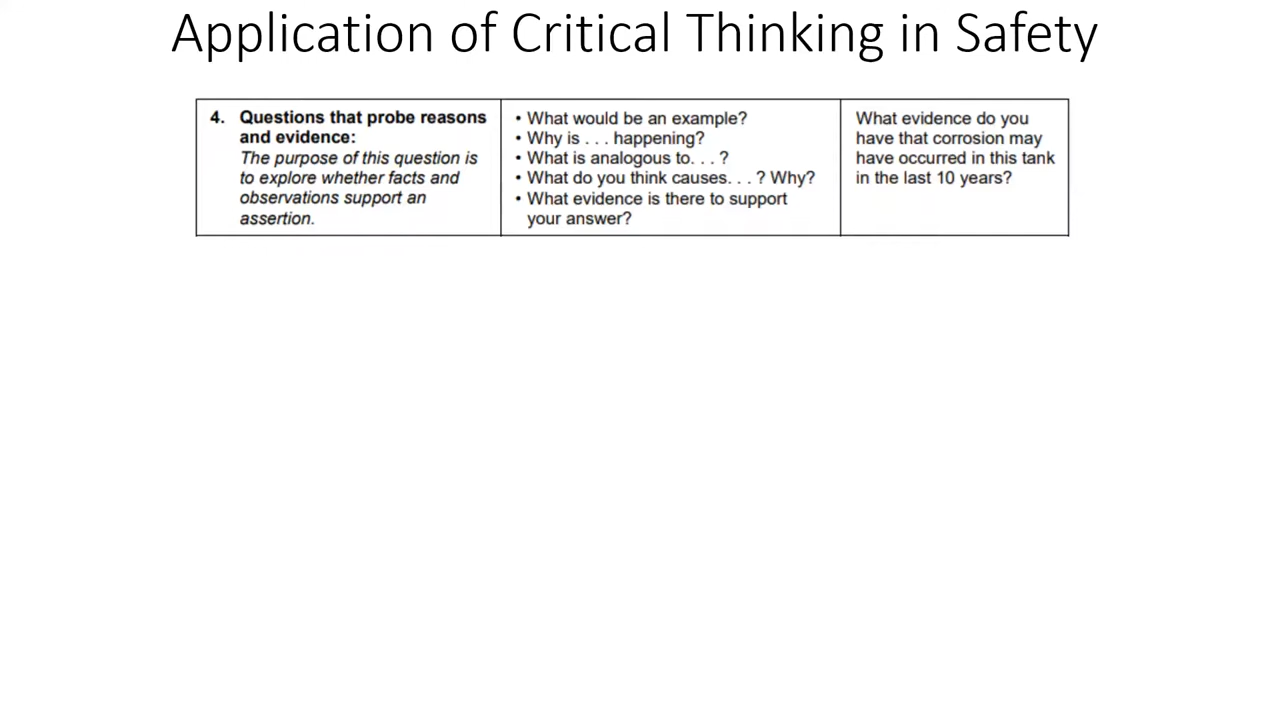 Application of Critical Thinking in Safety
4. Questions that probe reasons
and evidence:
The purpose of this question is
to explore whether facts and
observations support an
assertion.
• What would be an example?
• Why is . . . happening?
• What is analogous to. . . ?
• What do you think causes. . . ? Why?
• What evidence is there to support
your answer?
What evidence do you
have that corrosion may
have occurred in this tank
in the last 10 years?